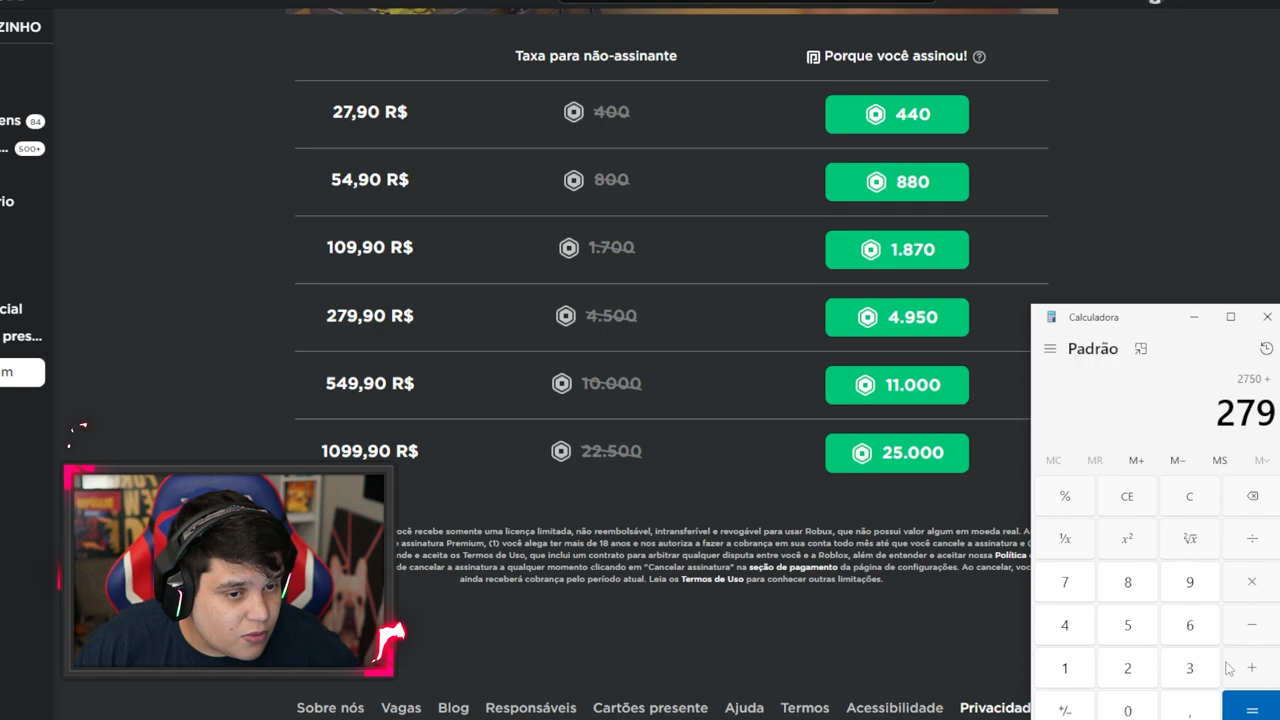 ZINHO
ens 84
... 500+
rio
cial
pres...
m
Taxa para não-assinante
Porque você assinou!
27,90 R$ 400 440
54,90 R$ 800 880
109,90 R$ 1.700 1.870
279,90 R$ 4.500 4.950
549,90 R$ 10.000 11.000
1099,90 R$ 22.500 25.000
ocê recebe somente uma licença limitada, não reembolsável, intransferível e revogável para usar Robux, que não possui valor algum em moeda real. A
e assinatura Premium, (1) você alega ter mais de 18 anos e nos autoriza a fazer a cobrança em sua conta todo mês até que você cancele a assinatura e
nde e aceita os Termos de Uso, que inclui um contrato para arbitrar qualquer disputa entre você e a Roblox, além de entender e aceitar nossa Política
de cancelar a assinatura a qualquer momento clicando em "Cancelar assinatura" na seção de pagamento da página de configurações. Ao cancelar, voc
ainda receberá cobrança pelo período atual. Leia os Termos de Uso para conhecer outras limitações.
Sobre nós Vagas Blog Responsáveis Cartões presente Ajuda Termos Acessibilidade Privacidad
Calculadora
Padrão
2750 +
279
MC MR M+ M− MS M˅
% CE C
¹/x x² ²√x ÷
7 8 9 ×
4 5 6 −
1 2 3 +
+/− 0 , =